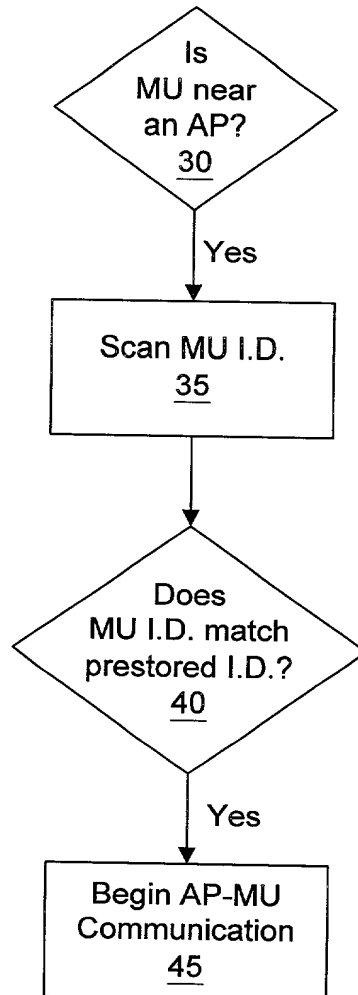 Is
MU near
an AP?
30
Yes
Scan MU I.D.
35
Does
MU I.D. match
prestored I.D.?
40
Yes
Begin AP-MU
Communication
45